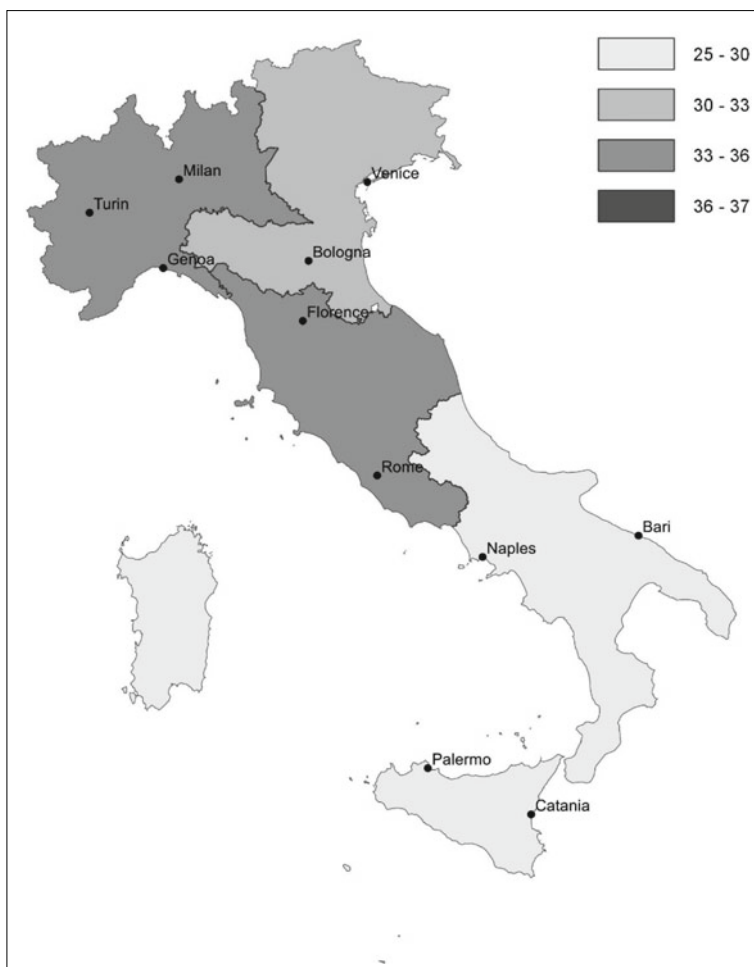 25 - 30
30 - 33
33 - 36
36 - 37
Milan
Venice
Turin
Bologna
Genoa
Florence
Rome
Bari
Naples
Palermo
Catania